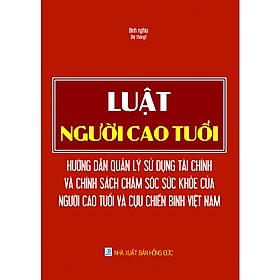 Bình nghĩa
(Hệ thống)
LUẬT
NGƯỜI CAO TUỔI
HƯỚNG DẪN QUẢN LÝ SỬ DỤNG TÀI CHÍNH
VÀ CHÍNH SÁCH CHĂM SÓC SỨC KHỎE CỦA
NGƯỜI CAO TUỔI VÀ CỰU CHIẾN BINH VIỆT NAM
NHÀ XUẤT BẢN HỒNG ĐỨC